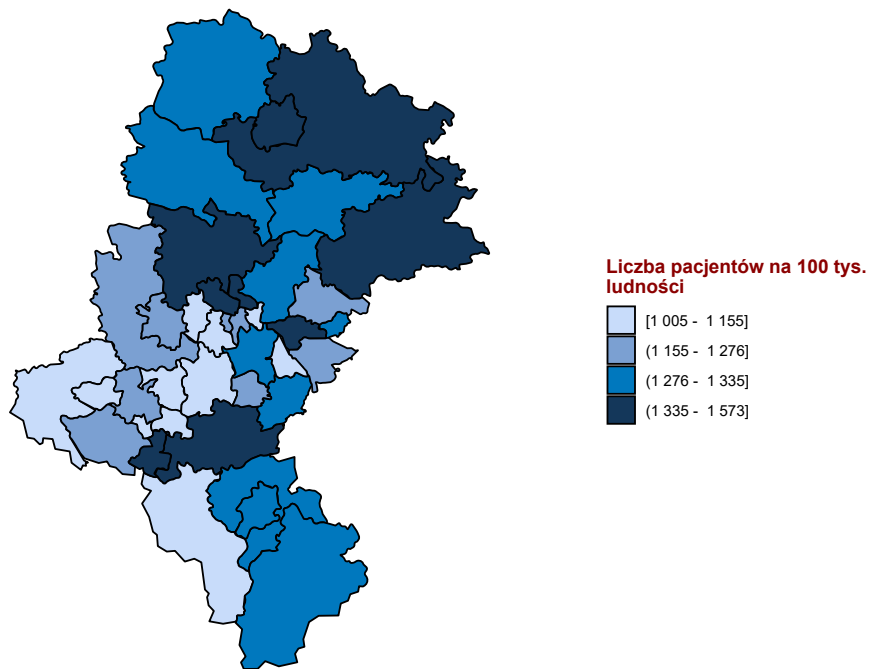 Liczba pacjentów na 100 tys.
ludności
[1 005 - 1 155]
(1 155 - 1 276]
(1 276 - 1 335]
(1 335 - 1 573]